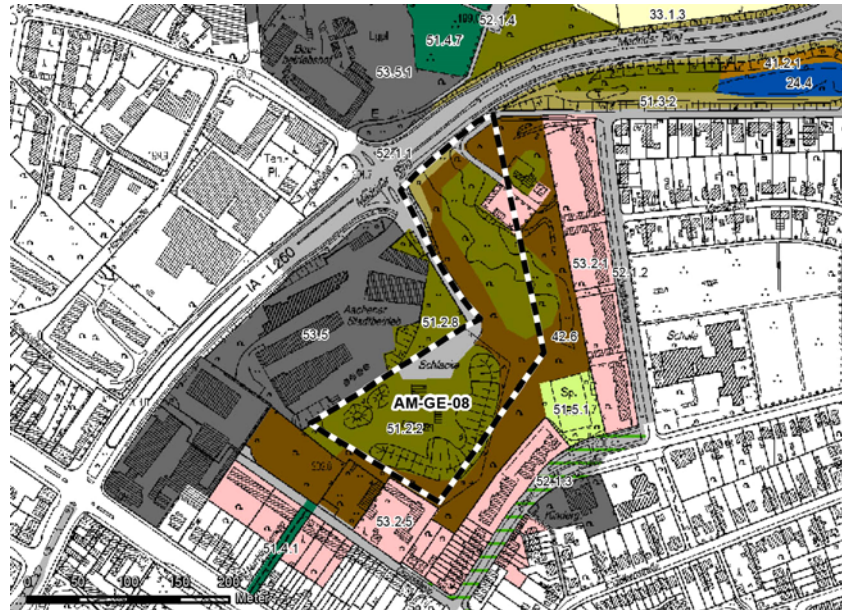 33.1.3
52.1.4
51.4.7
53.5.1
41.2.1
24.4
51.3.2
52.1.1
Ten.
Pl.
L260
53.2.1
52.1.2
Aachener
Stadtbetrieb
51.2.8
53.5
42.6
Schlacke
Schule
Sp.
AM-GE-08
51.5.1
51.2.2
52.1.3
53.2.5
51.4.1
0 50 100 150 200
Meter